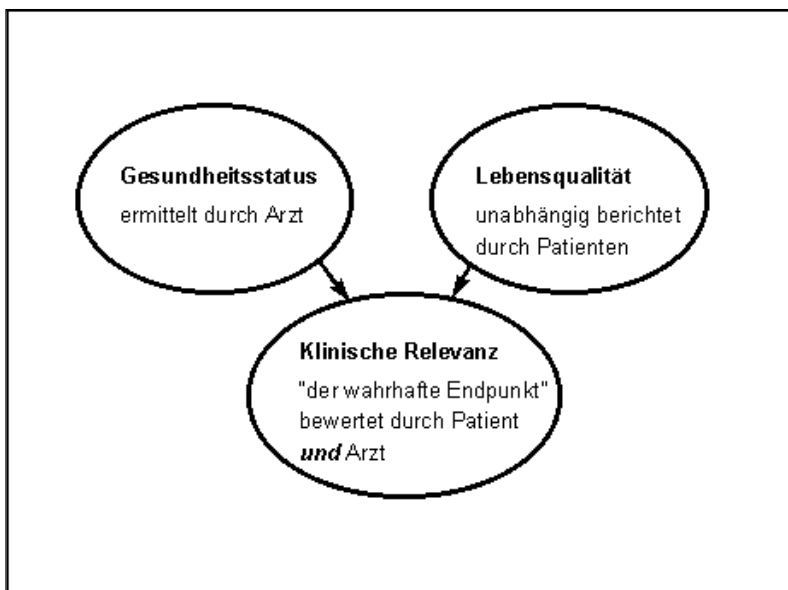 Gesundheitsstatus
ermittelt durch Arzt
Lebensqualität
unabhängig berichtet
durch Patienten
Klinische Relevanz
"der wahrhafte Endpunkt"
bewertet durch Patient
und Arzt